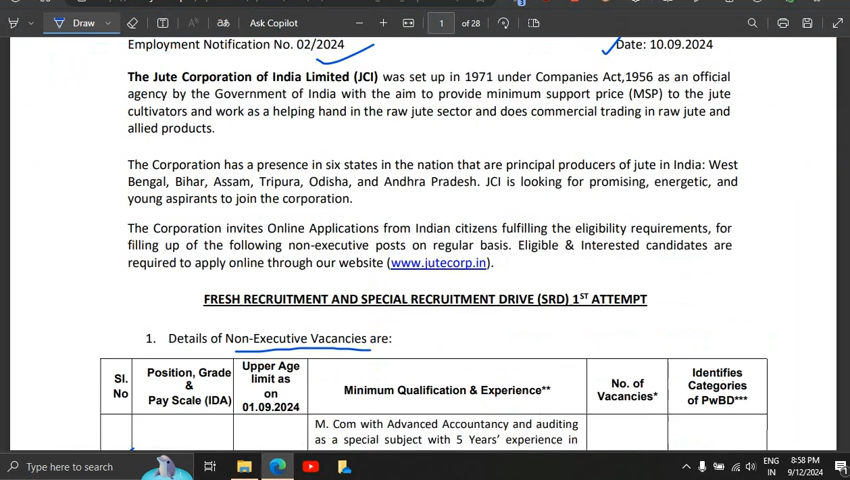 Draw
Ask Copilot
1 of 28
Employment Notification No. 02/2024 Date: 10.09.2024
The Jute Corporation of India Limited (JCI) was set up in 1971 under Companies Act,1956 as an official
agency by the Government of India with the aim to provide minimum support price (MSP) to the jute
cultivators and work as a helping hand in the raw jute sector and does commercial trading in raw jute and
allied products.
The Corporation has a presence in six states in the nation that are principal producers of jute in India: West
Bengal, Bihar, Assam, Tripura, Odisha, and Andhra Pradesh. JCI is looking for promising, energetic, and
young aspirants to join the corporation.
The Corporation invites Online Applications from Indian citizens fulfilling the eligibility requirements, for
filling up of the following non-executive posts on regular basis. Eligible & Interested candidates are
required to apply online through our website (www.jutecorp.in).
FRESH RECRUITMENT AND SPECIAL RECRUITMENT DRIVE (SRD) 1ST ATTEMPT
1. Details of Non-Executive Vacancies are:
Sl.
No
Position, Grade
&
Pay Scale (IDA)
Upper Age
limit as
on
01.09.2024
Minimum Qualification & Experience**
No. of
Vacancies*
Identifies
Categories
of PwBD***
M. Com with Advanced Accountancy and auditing
as a special subject with 5 Years' experience in
Type here to search
ENG
IN
8:58 PM
9/12/2024